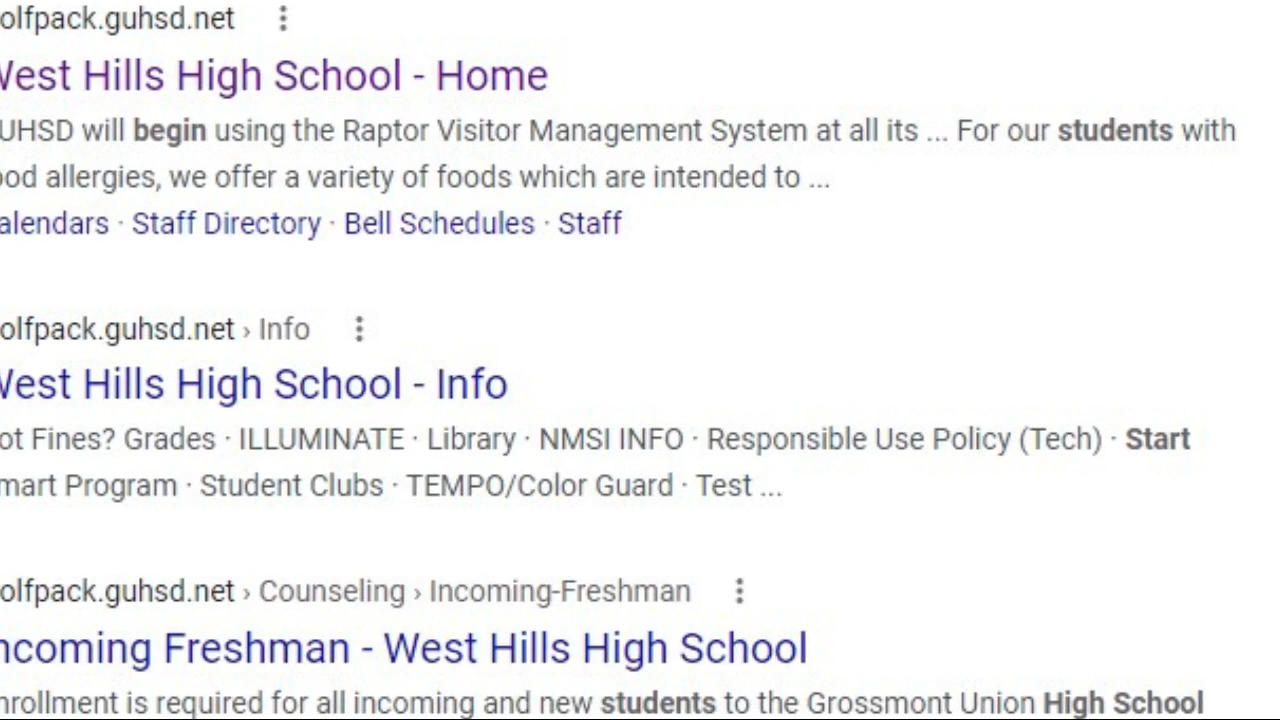 olfpack.guhsd.net
West Hills High School - Home
UHSD will begin using the Raptor Visitor Management System at all its ... For our students with
ood allergies, we offer a variety of foods which are intended to ...
alendars · Staff Directory · Bell Schedules · Staff
olfpack.guhsd.net › Info
West Hills High School - Info
ot Fines? Grades · ILLUMINATE · Library · NMSI INFO · Responsible Use Policy (Tech) · Start
mart Program · Student Clubs · TEMPO/Color Guard · Test ...
olfpack.guhsd.net › Counseling › Incoming-Freshman
ncoming Freshman - West Hills High School
nrollment is required for all incoming and new students to the Grossmont Union High School